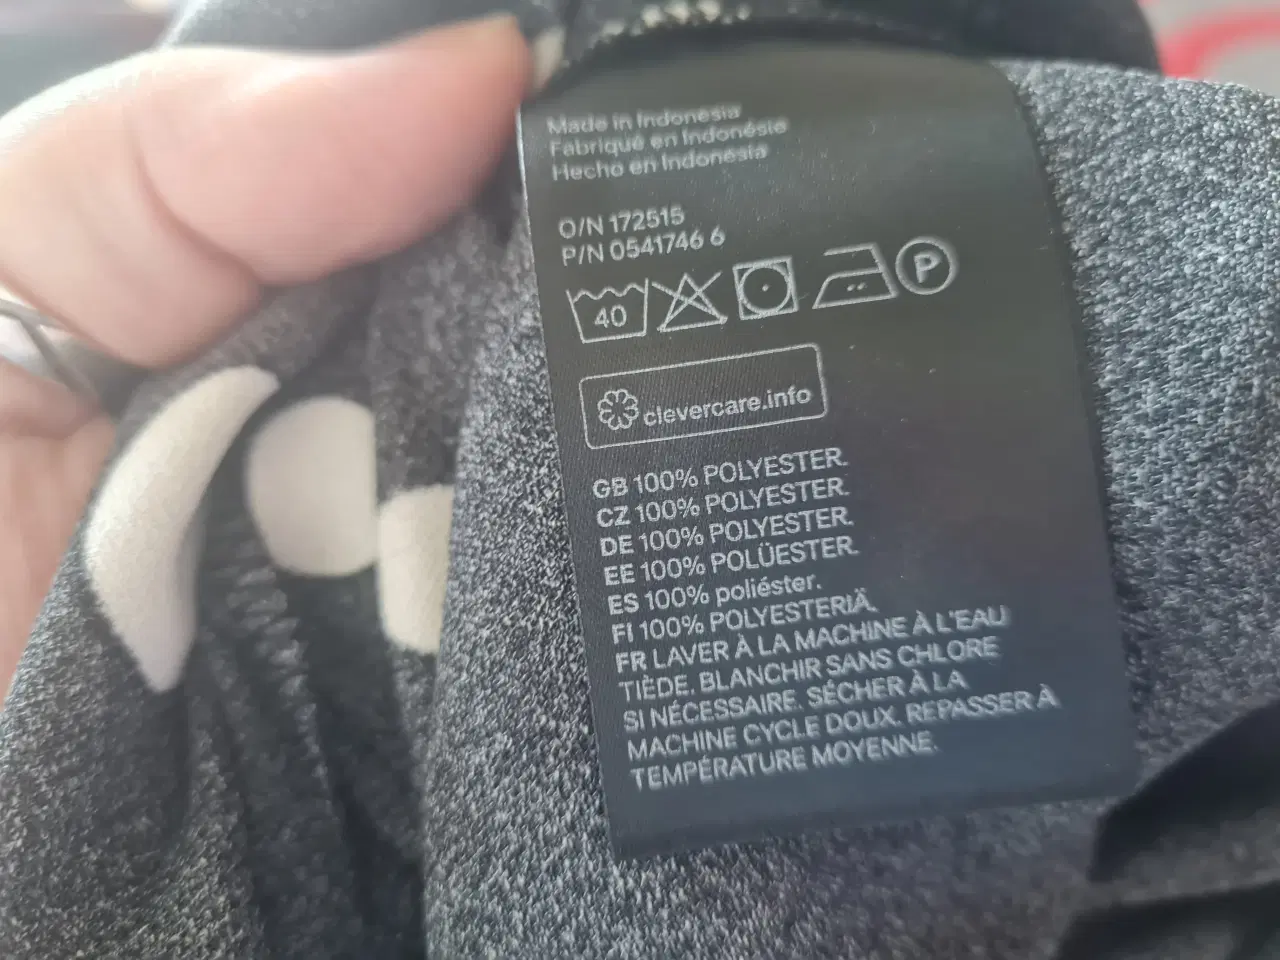 Made in Indonesia
Fabriqué en Indonésie
Hecho en Indonesia
O/N 172515
P/N 0541746 6
40
P
clevercare.info
GB 100% POLYESTER.
CZ 100% POLYESTER.
DE 100% POLYESTER.
EE 100% POLÜESTER.
ES 100% poliéster.
FI 100% POLYESTERIÄ.
FR LAVER À LA MACHINE À L'EAU
TIÈDE. BLANCHIR SANS CHLORE
SI NÉCESSAIRE. SÉCHER À LA
MACHINE CYCLE DOUX. REPASSER À
TEMPÉRATURE MOYENNE.